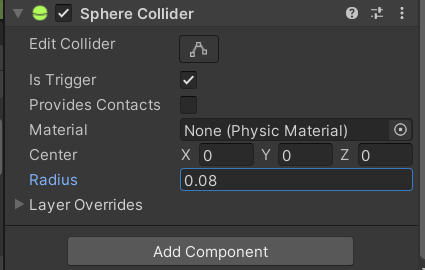 Sphere Collider
Edit Collider
Is Trigger
Provides Contacts
Material None (Physic Material)
Center X 0 Y 0 Z 0
Radius 0.08
Layer Overrides
Add Component